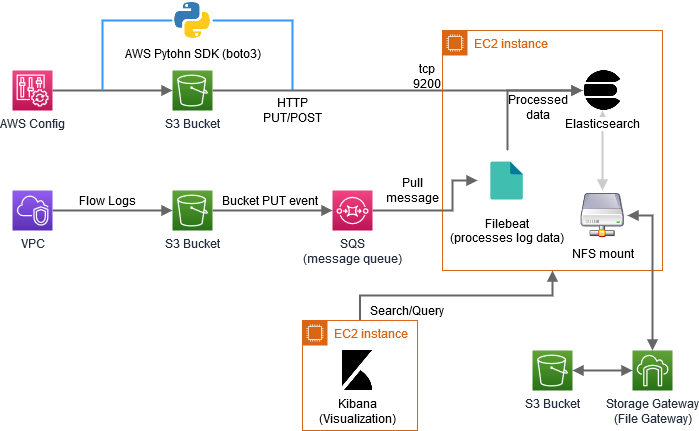 AWS Pytohn SDK (boto3)
EC2 instance
tcp
9200
HTTP
PUT/POST
Processed
data
AWS Config
S3 Bucket
Elasticsearch
Flow Logs
Bucket PUT event
Pull
message
VPC
S3 Bucket
SQS
(message queue)
Filebeat
(processes log data)
NFS mount
Search/Query
EC2 instance
Kibana
(Visualization)
S3 Bucket
Storage Gateway
(File Gateway)